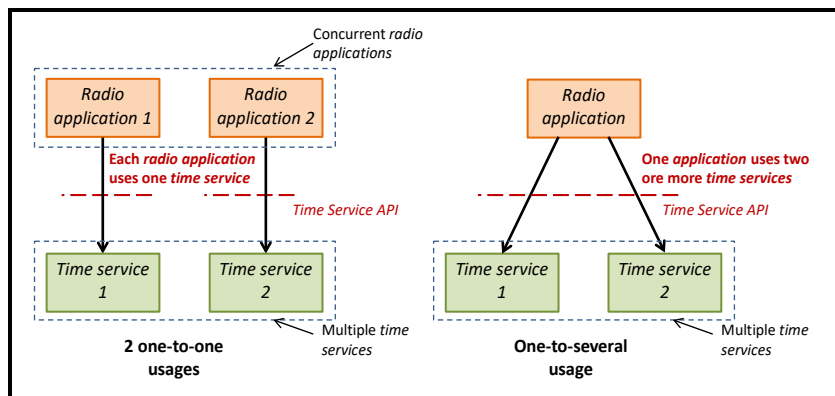 Concurrent radio
applications
Radio
application 1
Radio
application 2
Each radio application
uses one time service
Time Service API
Time service
1
Time service
2
Multiple time
services
2 one-to-one
usages
Radio
application
One application uses two
ore more time services
Time Service API
Time service
1
Time service
2
Multiple time
services
One-to-several
usage